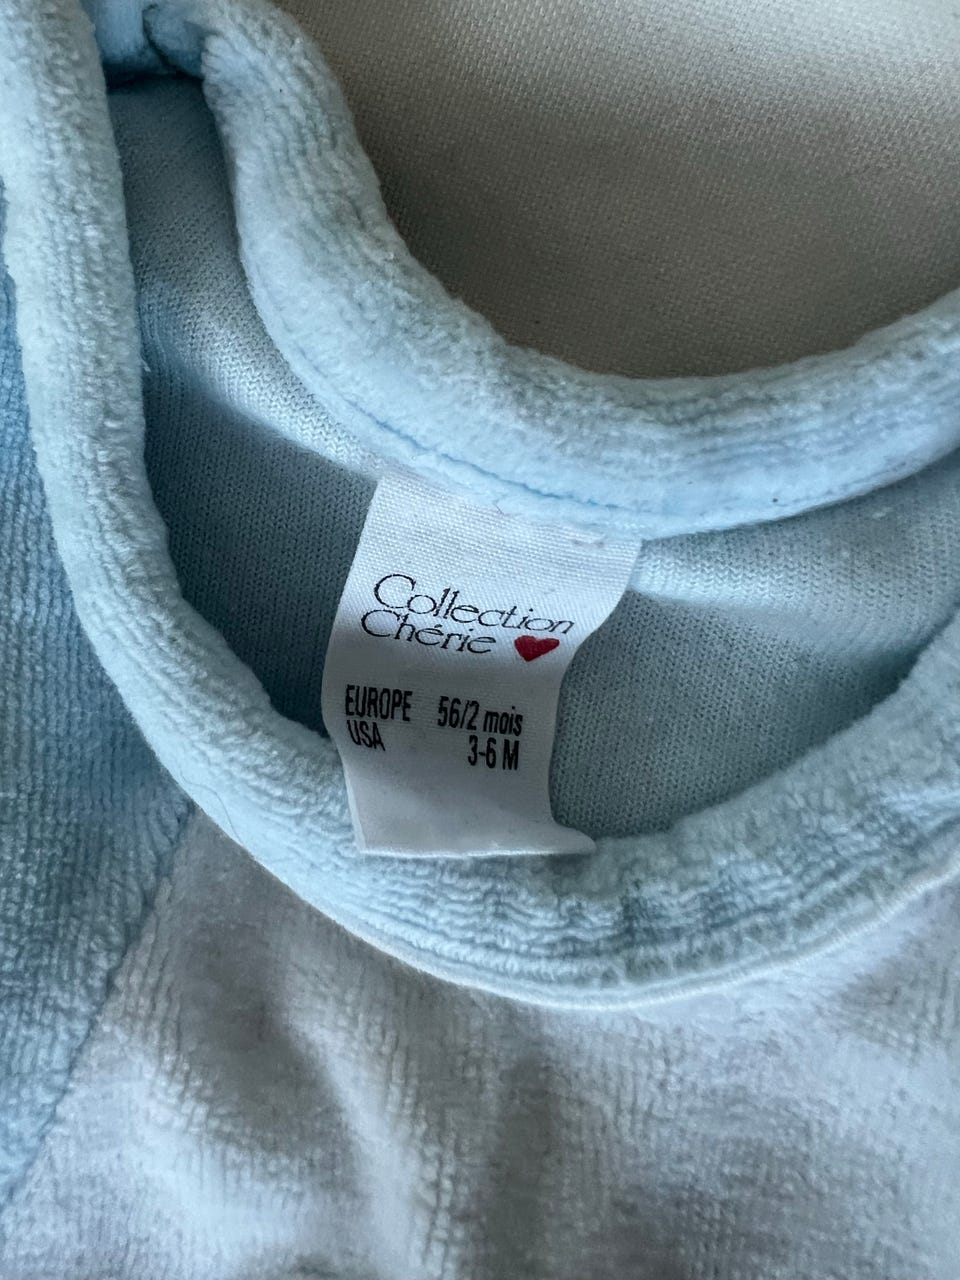 Collection
Chérie
EUROPE 56/2 mois
USA 3-6 M